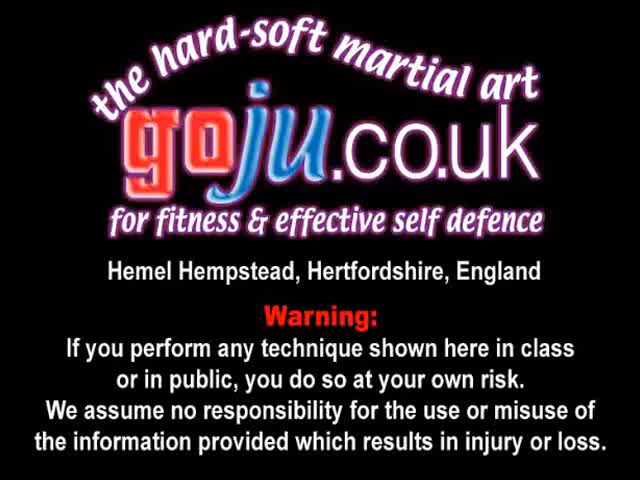 the hard-soft martial art
goju.co.uk
for fitness & effective self defence
Hemel Hempstead, Hertfordshire, England
Warning:
If you perform any technique shown here in class
or in public, you do so at your own risk.
We assume no responsibility for the use or misuse of
the information provided which results in injury or loss.